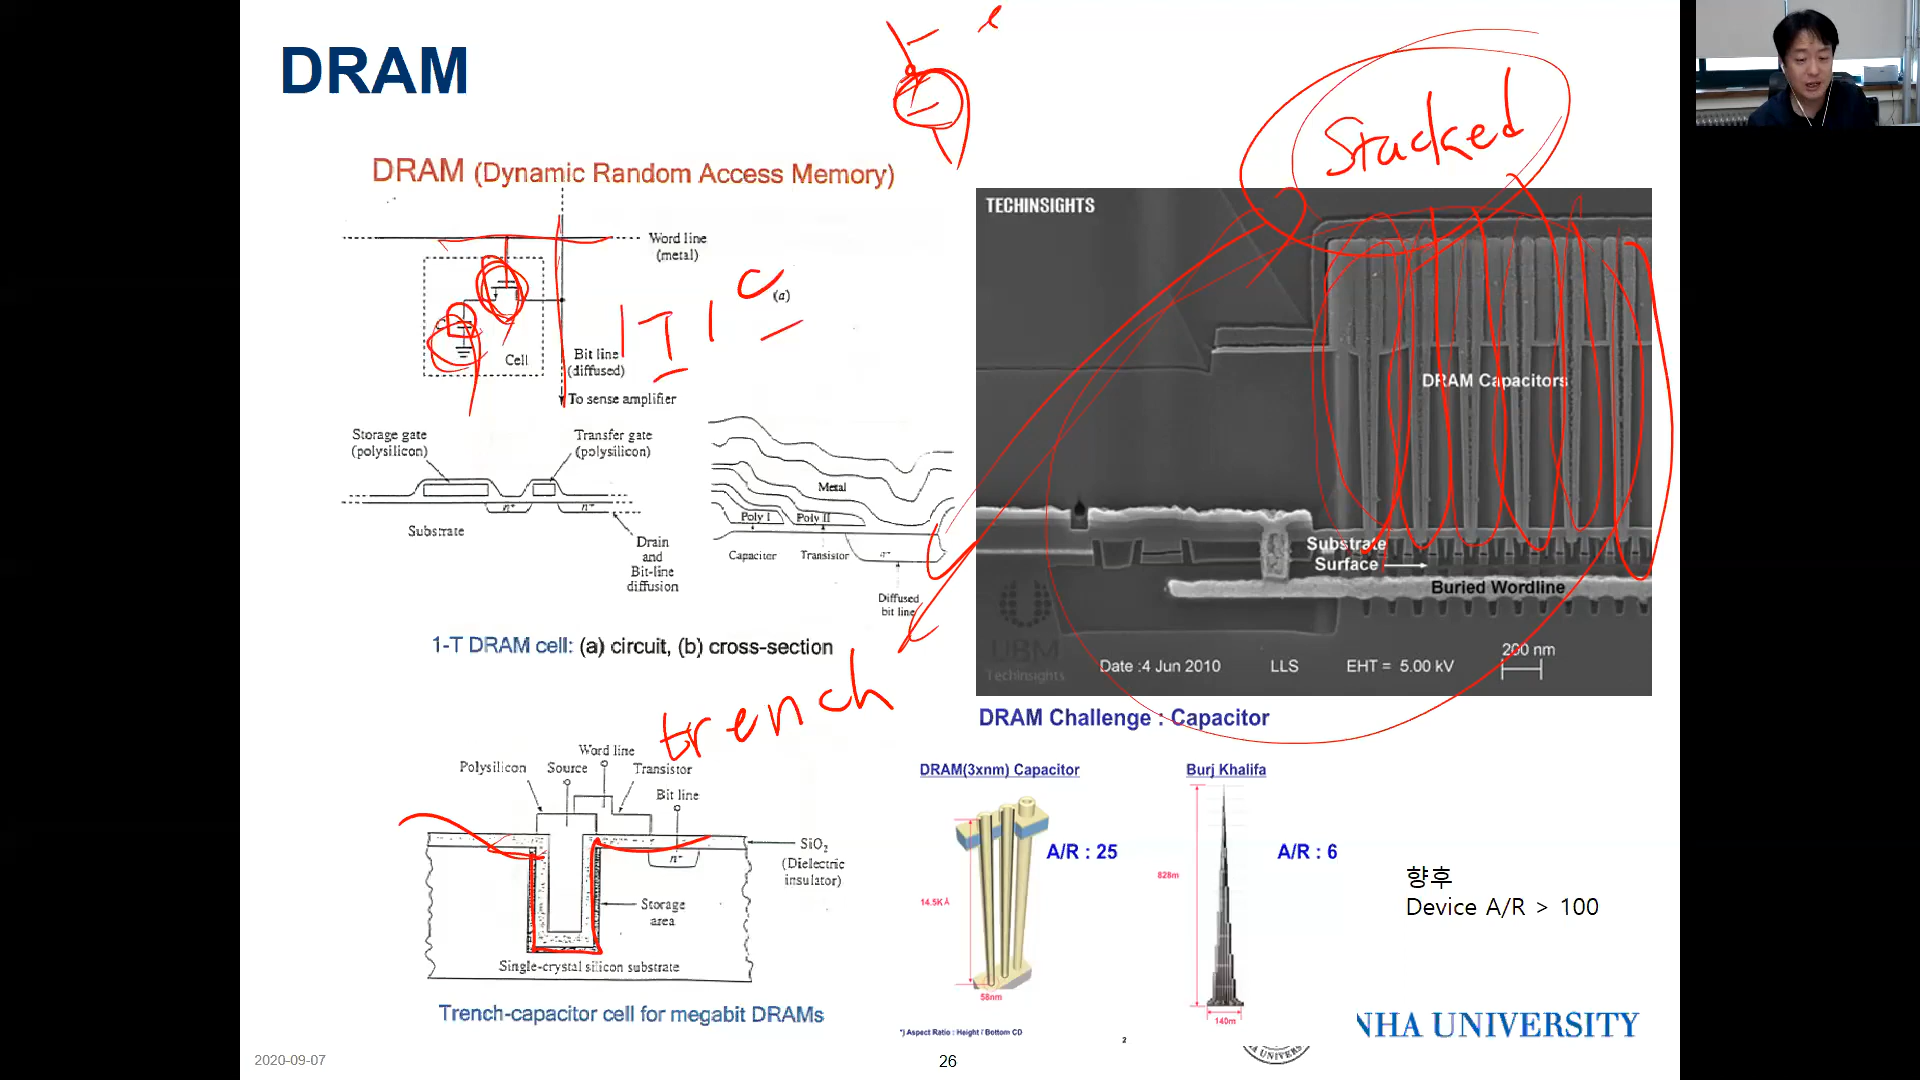 DRAM
DRAM (Dynamic Random Access Memory)
Word line
(metal)
(a)
1T1C
Cell
Bit line
(diffused)
To sense amplifier
Storage gate
(polysilicon)
Transfer gate
(polysilicon)
n+
n+
Substrate
Drain
and
Bit-line
diffusion
Metal
Poly I
Poly II
Capacitor
Transistor
n+
Diffused
bit line
1-T DRAM cell: (a) circuit, (b) cross-section
trench
Word line
Polysilicon
Source
Transistor
Bit line
n+
SiO2
(Dielectric
insulator)
Storage
area
Single-crystal silicon substrate
Trench-capacitor cell for megabit DRAMs
Stacked
TECHINSIGHTS
DRAM Capacitors
Substrate
Surface
Buried Wordline
UBM
TechInsights
Date :4 Jun 2010
LLS
EHT = 5.00 kV
200 nm
DRAM Challenge : Capacitor
DRAM(3xnm) Capacitor
Burj Khalifa
A/R : 25
A/R : 6
828m
14.5KÅ
58nm
140m
*) Aspect Ratio : Height / Bottom CD
2
향후
Device A/R > 100
NHA UNIVERSITY
HA UNIVERS
2020-09-07
26